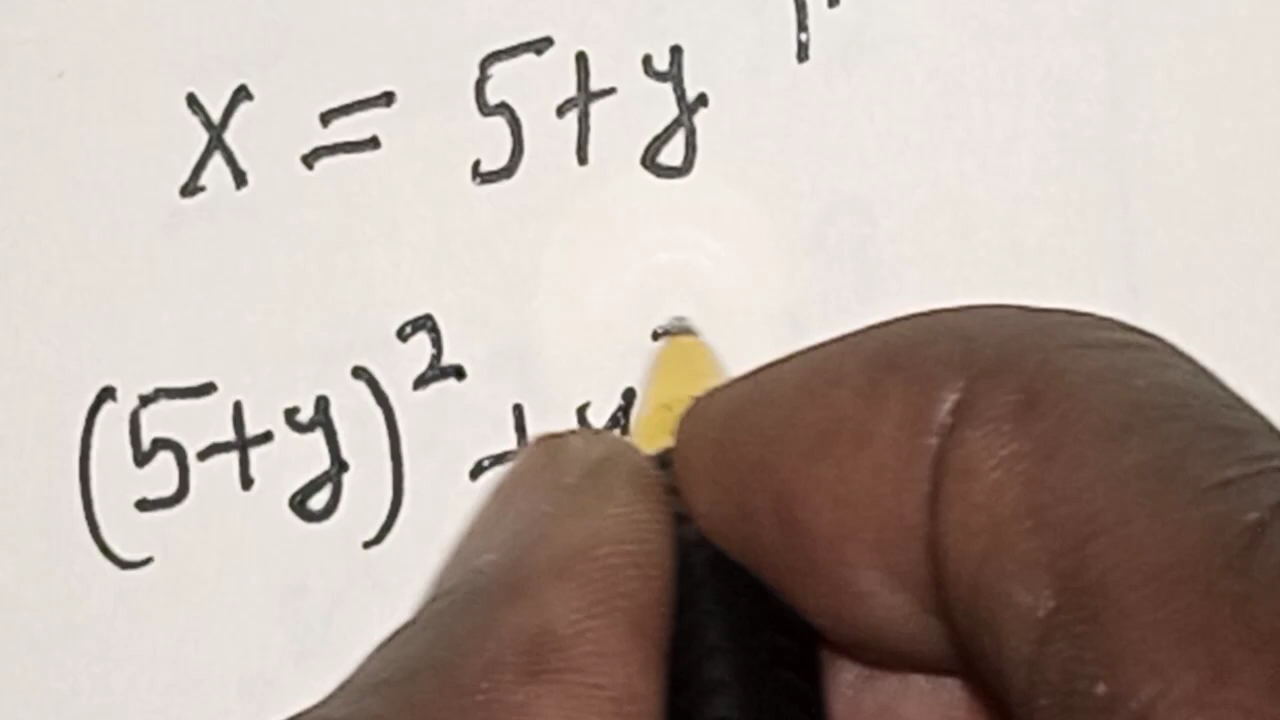 x = 5+y
(5+y)² + y